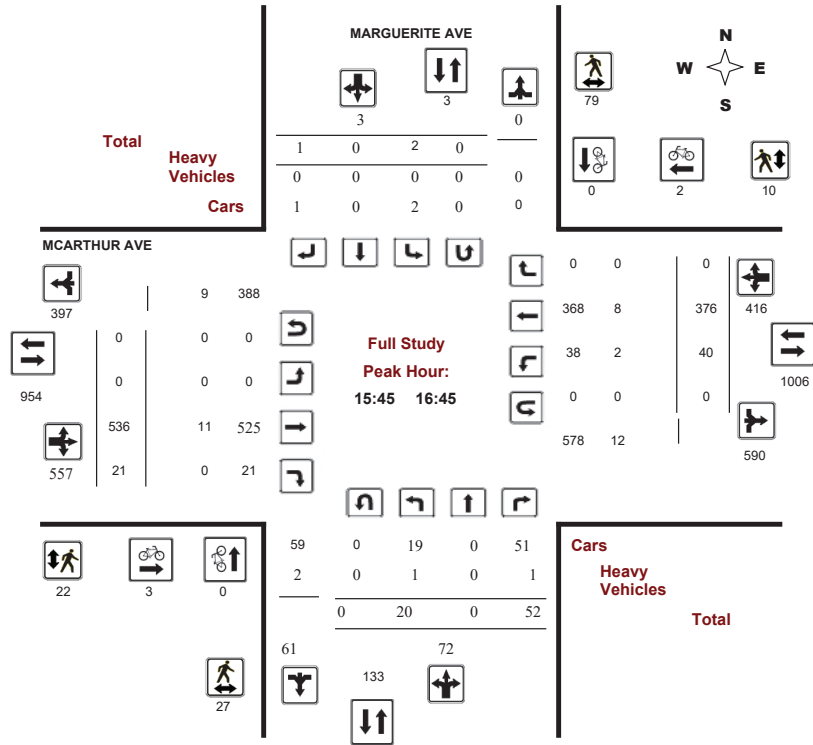 MARGUERITE AVE
N
W E
S
3
79
3 0
Total 1 0 2 0
Heavy
Vehicles 0 0 0 0 0
Cars 1 0 2 0 0
0 2 10
MCARTHUR AVE
397 9 388
0 0 0
954 0 0 0
536 11 525
557 21 0 21
Full Study
Peak Hour:
15:45 16:45
0 0 0
368 8 376 416
38 2 40
1006
0 0 0
578 12 590
59 0 19 0 51 Cars
2 0 1 0 1 Heavy
Vehicles
0 20 0 52 Total
22 3 0
61 72
133
27